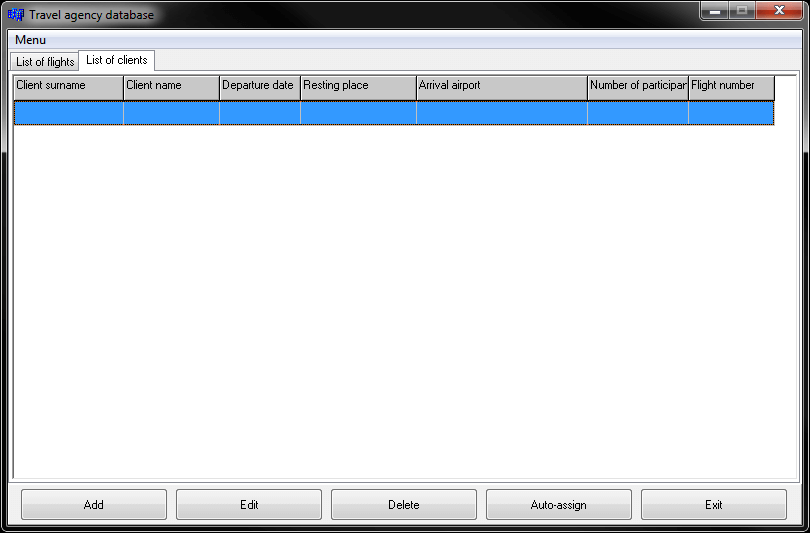 Travel agency database
Menu
List of flights List of clients
Client surname Client name Departure date Resting place Arrival airport Number of participan Flight number
Add Edit Delete Auto-assign Exit